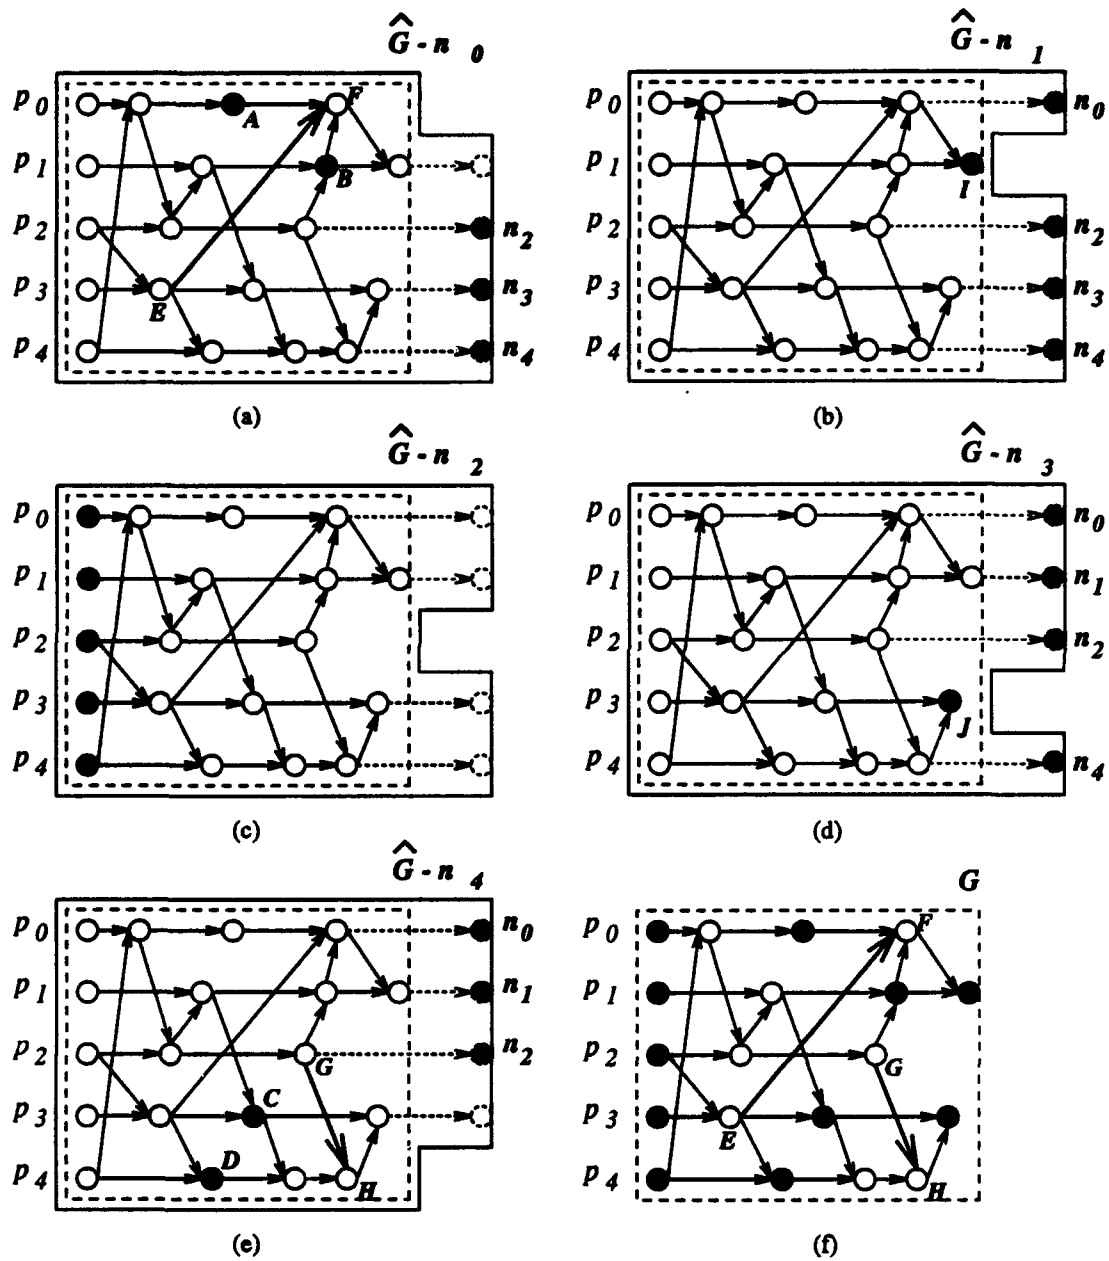 Ĝ - n 0
p 0 A F
p 1 B
p 2 n 2
p 3 E n 3
p 4 n 4
(a)
Ĝ - n 1
p 0 n 0
p 1 I
p 2 n 2
p 3 n 3
p 4 n 4
(b)
Ĝ - n 2
p 0
p 1
p 2
p 3
p 4
(c)
Ĝ - n 3
p 0 n 0
p 1 n 1
p 2 n 2
p 3 J
p 4 n 4
(d)
Ĝ - n 4
p 0 n 0
p 1 n 1
p 2 G n 2
p 3 C
p 4 D H
(e)
G
p 0 F
p 1
p 2 G
p 3 E
p 4 H
(f)